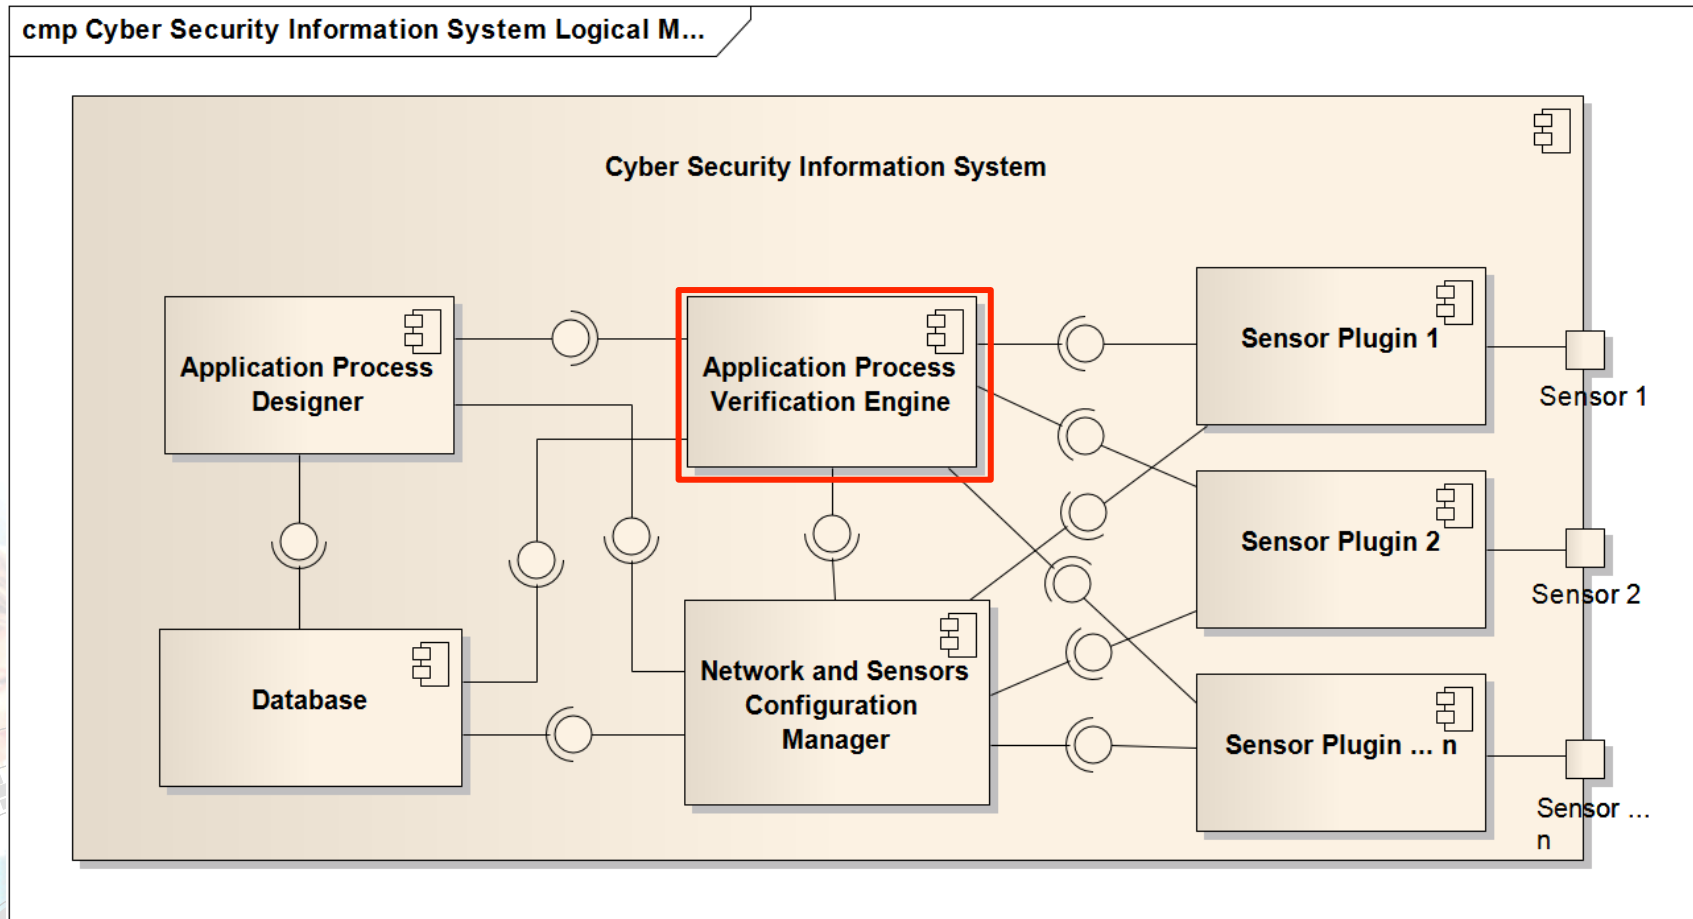 cmp Cyber Security Information System Logical M...
Cyber Security Information System
Application Process
Designer
Application Process
Verification Engine
Sensor Plugin 1
Sensor 1
Sensor Plugin 2
Sensor 2
Database
Network and Sensors
Configuration
Manager
Sensor Plugin ... n
Sensor ...
n